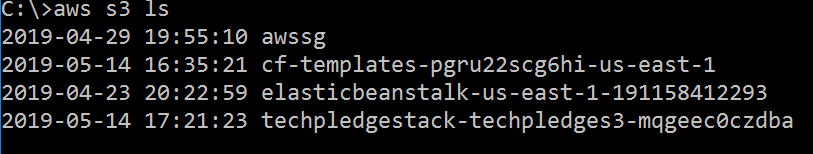 C:\>aws s3 ls
2019-04-29 19:55:10 awssg
2019-05-14 16:35:21 cf-templates-pgru22scg6hi-us-east-1
2019-04-23 20:22:59 elasticbeanstalk-us-east-1-191158412293
2019-05-14 17:21:23 techpledgestack-techpledges3-mqgeec0czdba